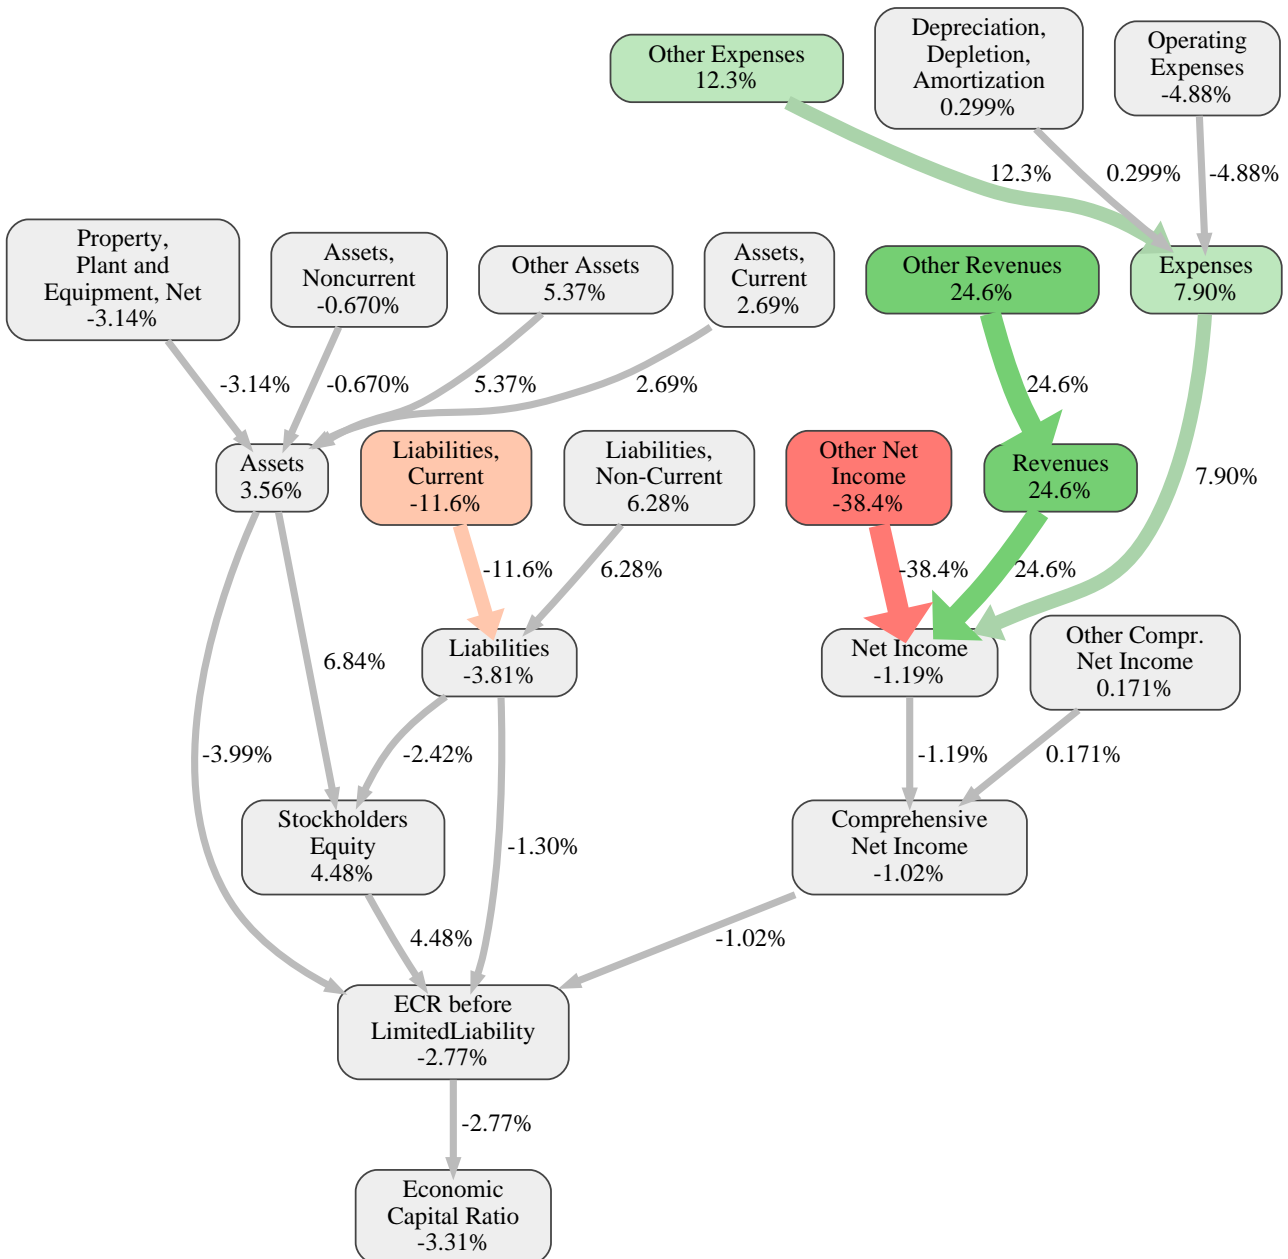 Other Expenses
12.3%
Depreciation,
Depletion,
Amortization
0.299%
Operating
Expenses
-4.88%
12.3%
0.299%
-4.88%
Property,
Plant and
Equipment, Net
-3.14%
Assets,
Noncurrent
-0.670%
Other Assets
5.37%
Assets,
Current
2.69%
Other Revenues
24.6%
Expenses
7.90%
-3.14%
-0.670%
5.37%
2.69%
24.6%
Assets
3.56%
Liabilities,
Current
-11.6%
Liabilities,
Non-Current
6.28%
Other Net
Income
-38.4%
Revenues
24.6%
7.90%
-11.6%
6.28%
-38.4%
24.6%
6.84%
Liabilities
-3.81%
Net Income
-1.19%
Other Compr.
Net Income
0.171%
-3.99%
-2.42%
-1.19%
0.171%
Stockholders
Equity
4.48%
-1.30%
Comprehensive
Net Income
-1.02%
4.48%
-1.02%
ECR before
LimitedLiability
-2.77%
-2.77%
Economic
Capital Ratio
-3.31%